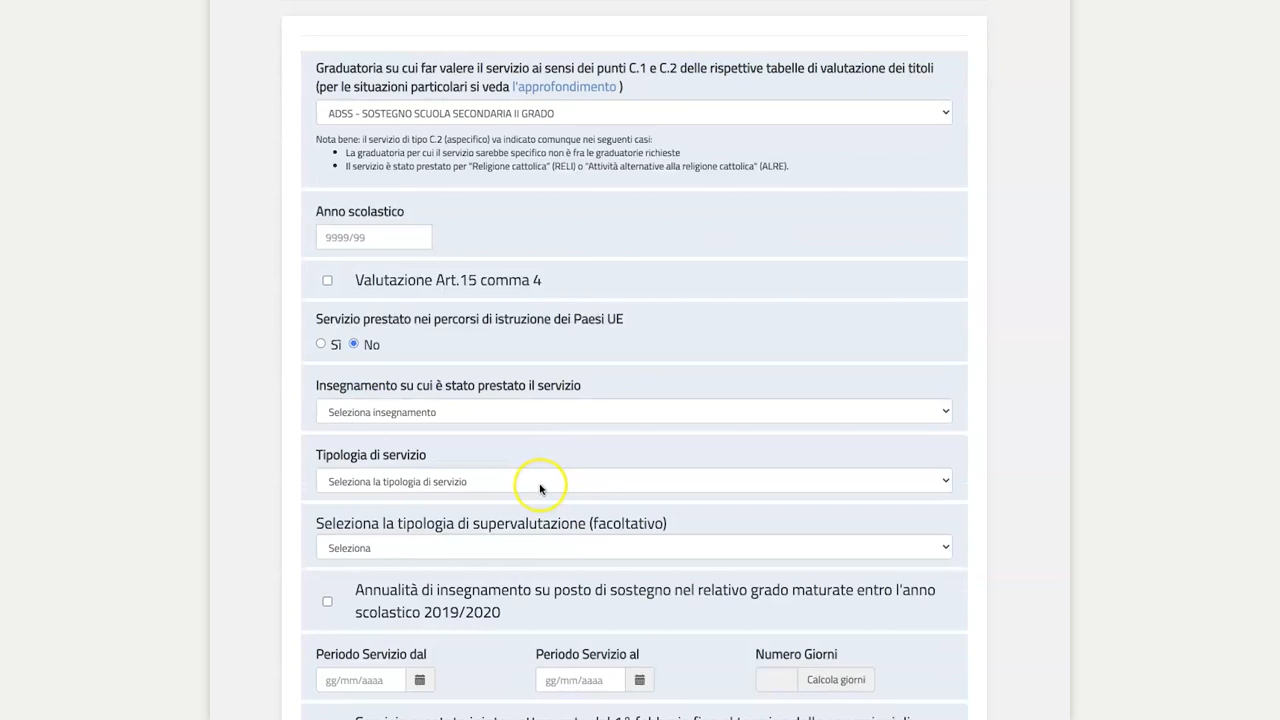 Graduatoria su cui far valere il servizio ai sensi dei punti C.1 e C.2 delle rispettive tabelle di valutazione dei titoli
(per le situazioni particolari si veda l'approfondimento )
ADSS - SOSTEGNO SCUOLA SECONDARIA II GRADO
Nota bene: il servizio di tipo C.2 (aspecifico) va indicato comunque nei seguenti casi:
La graduatoria per cui il servizio sarebbe specifico non è fra le graduatorie richieste
Il servizio è stato prestato per "Religione cattolica" (RELI) o "Attività alternative alla religione cattolica" (ALRE).
Anno scolastico
9999/99
Valutazione Art.15 comma 4
Servizio prestato nei percorsi di istruzione dei Paesi UE
Sì No
Insegnamento su cui è stato prestato il servizio
Seleziona insegnamento
Tipologia di servizio
Seleziona la tipologia di servizio
Seleziona la tipologia di supervalutazione (facoltativo)
Seleziona
Annualità di insegnamento su posto di sostegno nel relativo grado maturate entro l'anno
scolastico 2019/2020
Periodo Servizio dal Periodo Servizio al Numero Giorni
gg/mm/aaaa gg/mm/aaaa Calcola giorni